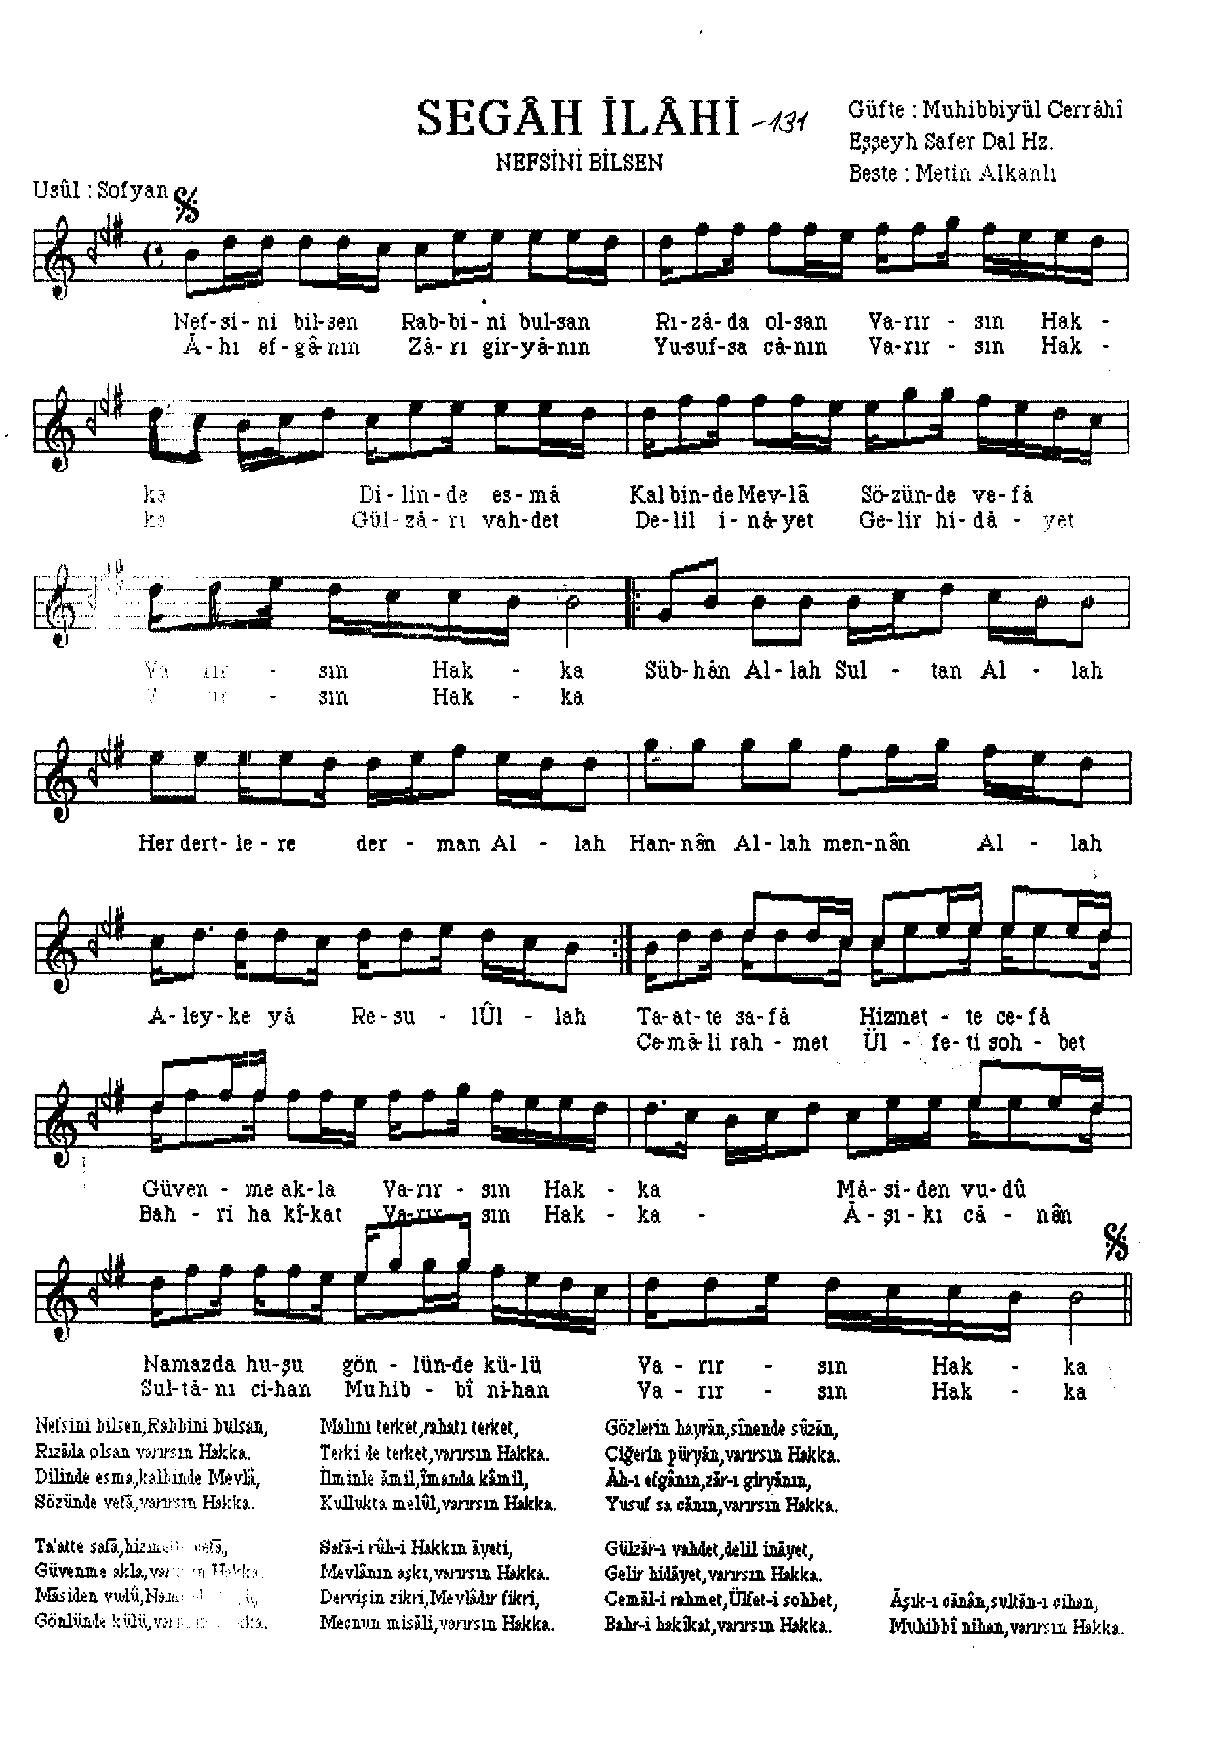 SEGÂH İLÂHİ -131
NEFSİNİ BİLSEN
Güfte : Muhibbiyül Cerrâhî
Eşşeyh Safer Dal Hz.
Beste : Metin Alkanlı
Usûl : Sofyan
Nef-si-ni bil-sen Rab-bi-ni bul-san Rı-zâ-da ol-san Va-rır - sın Hak -
Â-hı ef-gâ-nın Zâ-rı gir-yâ-nın Yu-suf-sa câ-nın Va-rır - sın Hak -
ka Di-lin-de es-mâ Kal bin-de Mev-lâ Sö-zün-de ve-fâ
ka Gül-zâ-rı vah-det De-lil i-nâ-yet Ge-lir hi-dâ - yet
Va rır - sın Hak - ka Süb-hân Al-lah Sul - tan Al - lah
- sın Hak - ka
Her dert-le-re der - man Al - lah Han-nân Al-lah men-nân Al - lah
A-ley-ke yâ Re-su - lÛl - lah Ta-at-te sa-fâ Hizmet - te ce-fâ
Ce-mâ-li rah-met Ül - fe-ti soh - bet
Güven - me ak-la Va-rır - sın Hak - ka Mâ-si-den vu-dû
Bah - ri ha kî-kat Va-rır - sın Hak - ka - Â-şı-kı câ - nân
Namazda hu-şu gön - lün-de kü-lü Va - rır - sın Hak - ka
Sul-tâ-nı ci-han Muhib - bî ni-han Va - rır - sın Hak - ka
Nefsini bilsen,Rabbini bulsan,
Rızâda olsan varırsın Hakka.
Dilinde esma,kalbinde Mevlâ,
Sözünde vefâ,varırsın Hakka.
Ta'atte safâ,hizmette cefâ,
Güvenme akla, Hakka.
Mâsiden vudû,
Gönlünde külü,
Malını terket,rahatı terket,
Terki de terket,varırsın Hakka.
İlminle âmil,îmanda kâmil,
Kullukta melûl,varırsın Hakka.
Safâ-i rûh-i Hakkın âyeti,
Mevlânın aşkı,varırsın Hakka.
Dervişin zikri,Mevlâdır fikri,
Mecnun misâli,varırsın Hakka.
Gözlerin hayrân,sînende sûzân,
Ciğerin püryân,varırsın Hakka.
Âh-ı efgânın,zâr-ı giryânın,
Yusuf sa cânın,varırsın Hakka.
Gülzâr-ı vahdet,delil inâyet,
Gelir hidâyet,varırsın Hakka.
Cemâl-i rahmet,Ülfet-i sohbet,
Bahr-i hakîkat,varırsın Hakka.
Âşık-ı cânân,sultân-ı cihan,
Muhibbî nihan,varırsın Hakka.